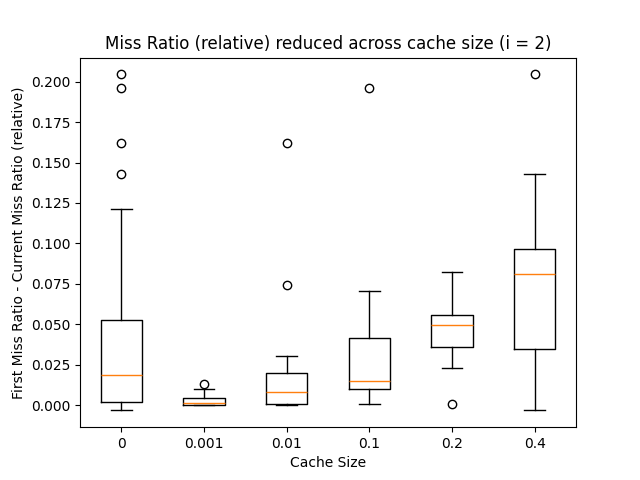 Miss Ratio (relative) reduced across cache size (i = 2)
First Miss Ratio - Current Miss Ratio (relative)
0.200
0.175
0.150
0.125
0.100
0.075
0.050
0.025
0.000
0 0.001 0.01 0.1 0.2 0.4
Cache Size